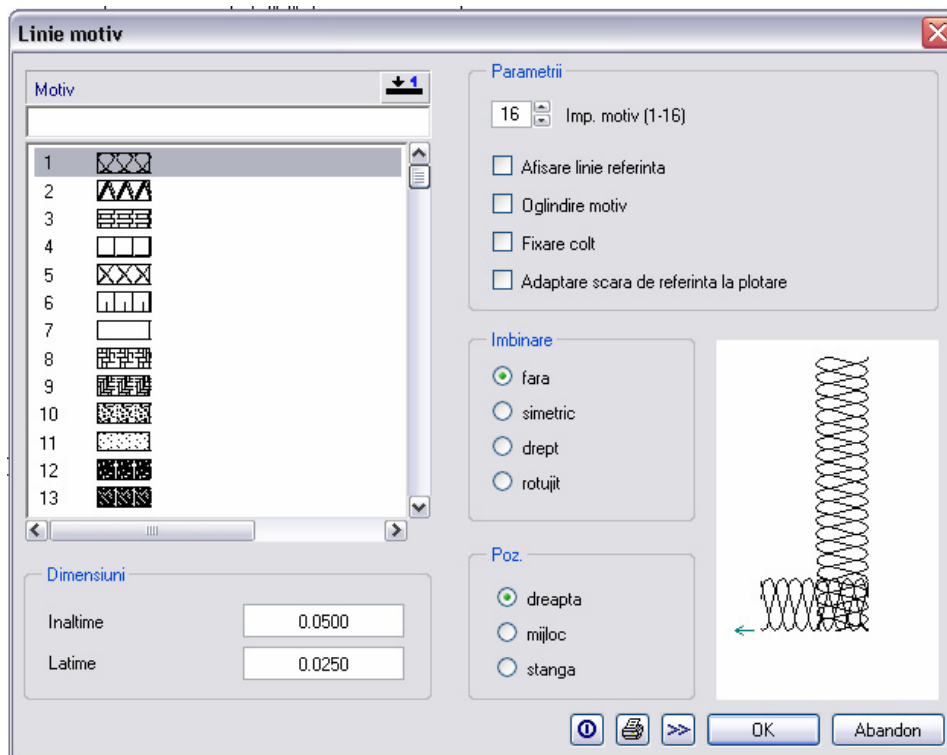 Linie motiv
Motiv
1
1
2
3
4
5
6
7
8
9
10
11
12
13
Dimensiuni
Inaltime 0.0500
Latime 0.0250
Parametrii
16 Imp. motiv (1-16)
Afisare linie referinta
Oglindire motiv
Fixare colt
Adaptare scara de referinta la plotare
Imbinare
fara
simetric
drept
rotujit
Poz.
dreapta
mijloc
stanga
>> OK Abandon